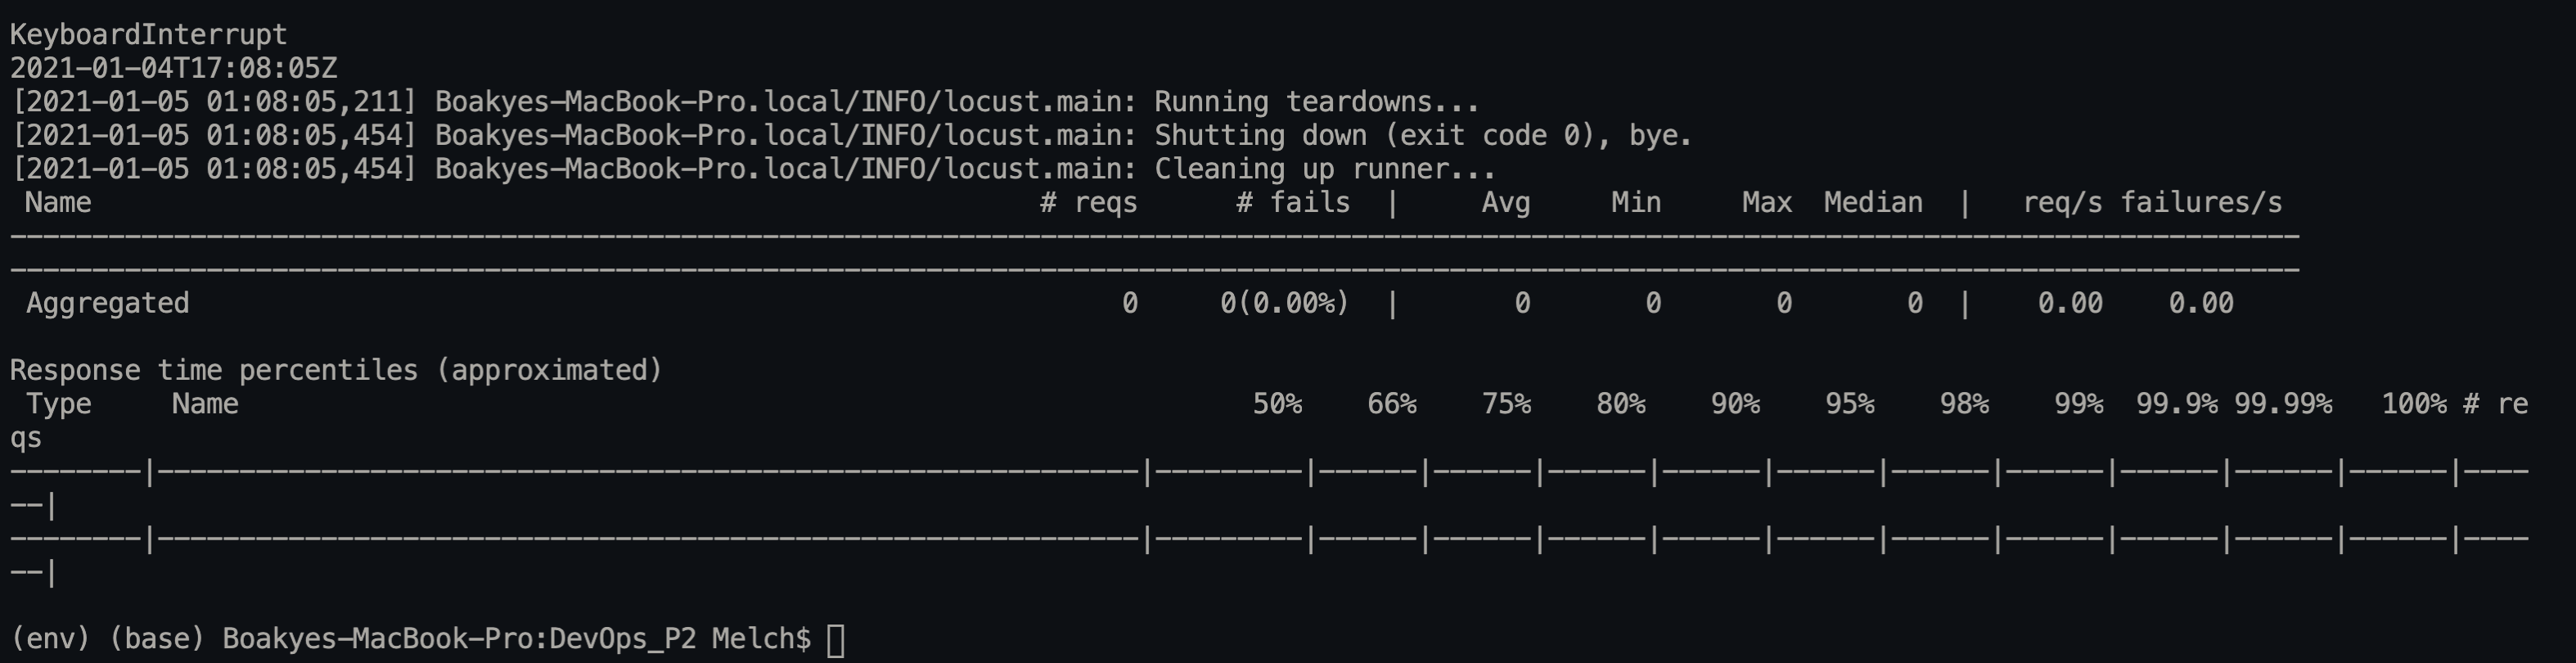 KeyboardInterrupt
2021-01-04T17:08:05Z
[2021-01-05 01:08:05,211] Boakyes-MacBook-Pro.local/INFO/locust.main: Running teardowns...
[2021-01-05 01:08:05,454] Boakyes-MacBook-Pro.local/INFO/locust.main: Shutting down (exit code 0), bye.
[2021-01-05 01:08:05,454] Boakyes-MacBook-Pro.local/INFO/locust.main: Cleaning up runner...
 Name                                                          # reqs      # fails  |     Avg     Min     Max  Median  |   req/s failures/s
--------------------------------------------------------------------------------------------------------------------------------------------
--------------------------------------------------------------------------------------------------------------------------------------------
 Aggregated                                                         0     0(0.00%)  |       0       0       0       0  |    0.00    0.00

Response time percentiles (approximated)
 Type     Name                                                              50%    66%    75%    80%    90%    95%    98%    99%  99.9% 99.99%   100% # re
qs
--------|------------------------------------------------------------|---------|------|------|------|------|------|------|------|------|------|------|----
--|
--------|------------------------------------------------------------|---------|------|------|------|------|------|------|------|------|------|------|----
--|

(env) (base) Boakyes-MacBook-Pro:DevOps_P2 Melch$